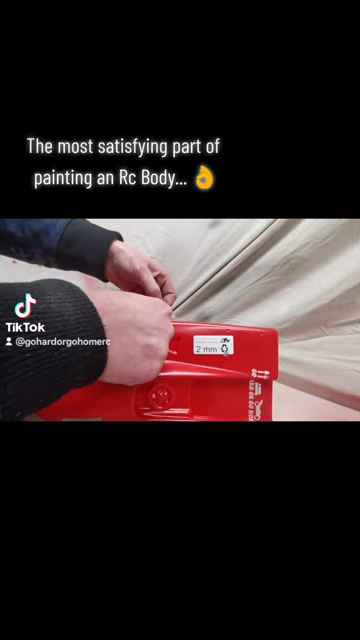 The most satisfying part of
painting an Rc Body... 👌
TikTok
@gohardorgohomerc
2 mm